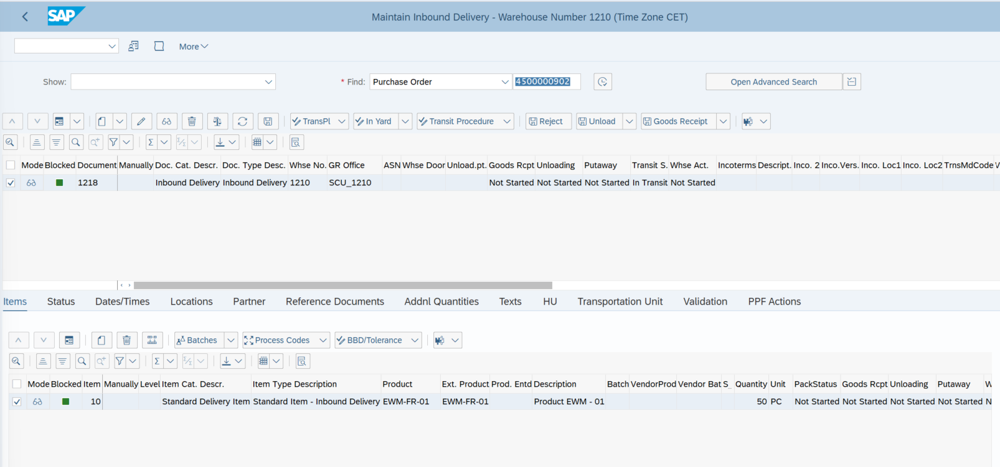 SAP
Maintain Inbound Delivery - Warehouse Number 1210 (Time Zone CET)
More
Show: * Find: Purchase Order 4500000902 Open Advanced Search
TransPl In Yard Transit Procedure Reject Unload Goods Receipt
Mode Blocked Document Manually Doc. Cat. Descr. Doc. Type Desc. Whse No. GR Office ASN Whse Door Unload.pt. Goods Rcpt Unloading Putaway Transit S. Whse Act. Incoterms Descript. Inco. 2 Inco.Vers. Inco. Loc1 Inco. Loc2 TrnsMdCode V
1218 Inbound Delivery Inbound Delivery 1210 SCU_1210 Not Started Not Started Not Started In Transit Not Started
Items Status Dates/Times Locations Partner Reference Documents Addnl Quantities Texts HU Transportation Unit Validation PPF Actions
Batches Process Codes BBD/Tolerance
Mode Blocked Item Manually Level Item Cat. Descr. Item Type Description Product Ext. Product Prod. Entd Description Batch VendorProd Vendor Bat S_ Quantity Unit PackStatus Goods Rcpt Unloading Putaway W
10 Standard Delivery Item Standard Item - Inbound Delivery EWM-FR-01 EWM-FR-01 Product EWM - 01 50 PC Not Started Not Started Not Started Not Started N